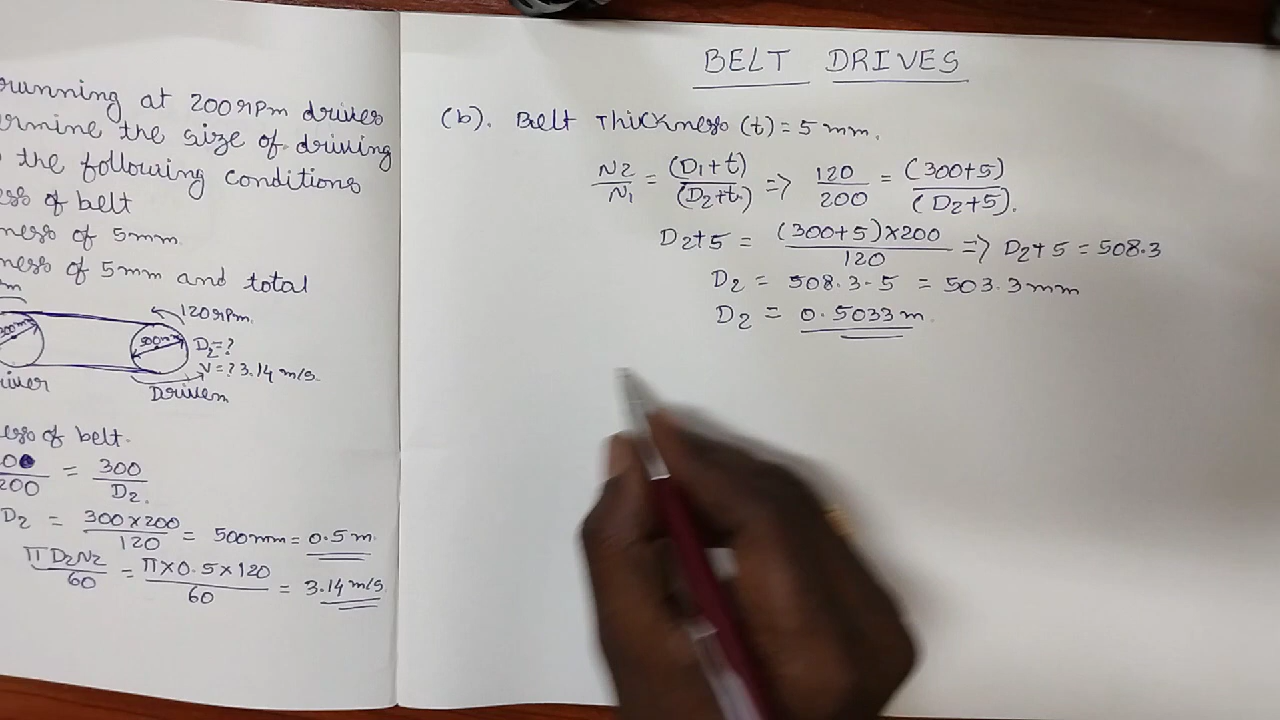 running at 200 rpm drives
ermine the size of driving
the following conditions
ess of belt
ness of 5mm
ness of 5mm and total
m
120 rpm.
300mm
500mm
D2=?
V=? 3.14 m/s.
iver
Driven
ess of belt.
200 = 300
D2.
D2 = 300×200/120 = 500mm = 0.5 m.
πD2N2/60 = π×0.5×120/60 = 3.14 m/s
BELT DRIVES
(b). Belt Thickness (t) = 5 mm.
N2/N1 = (D1+t)/(D2+t) => 120/200 = (300+5)/(D2+5).
D2+5 = (300+5)×200/120 => D2+5 = 508.3
D2 = 508.3-5 = 503.3mm
D2 = 0.5033 m.